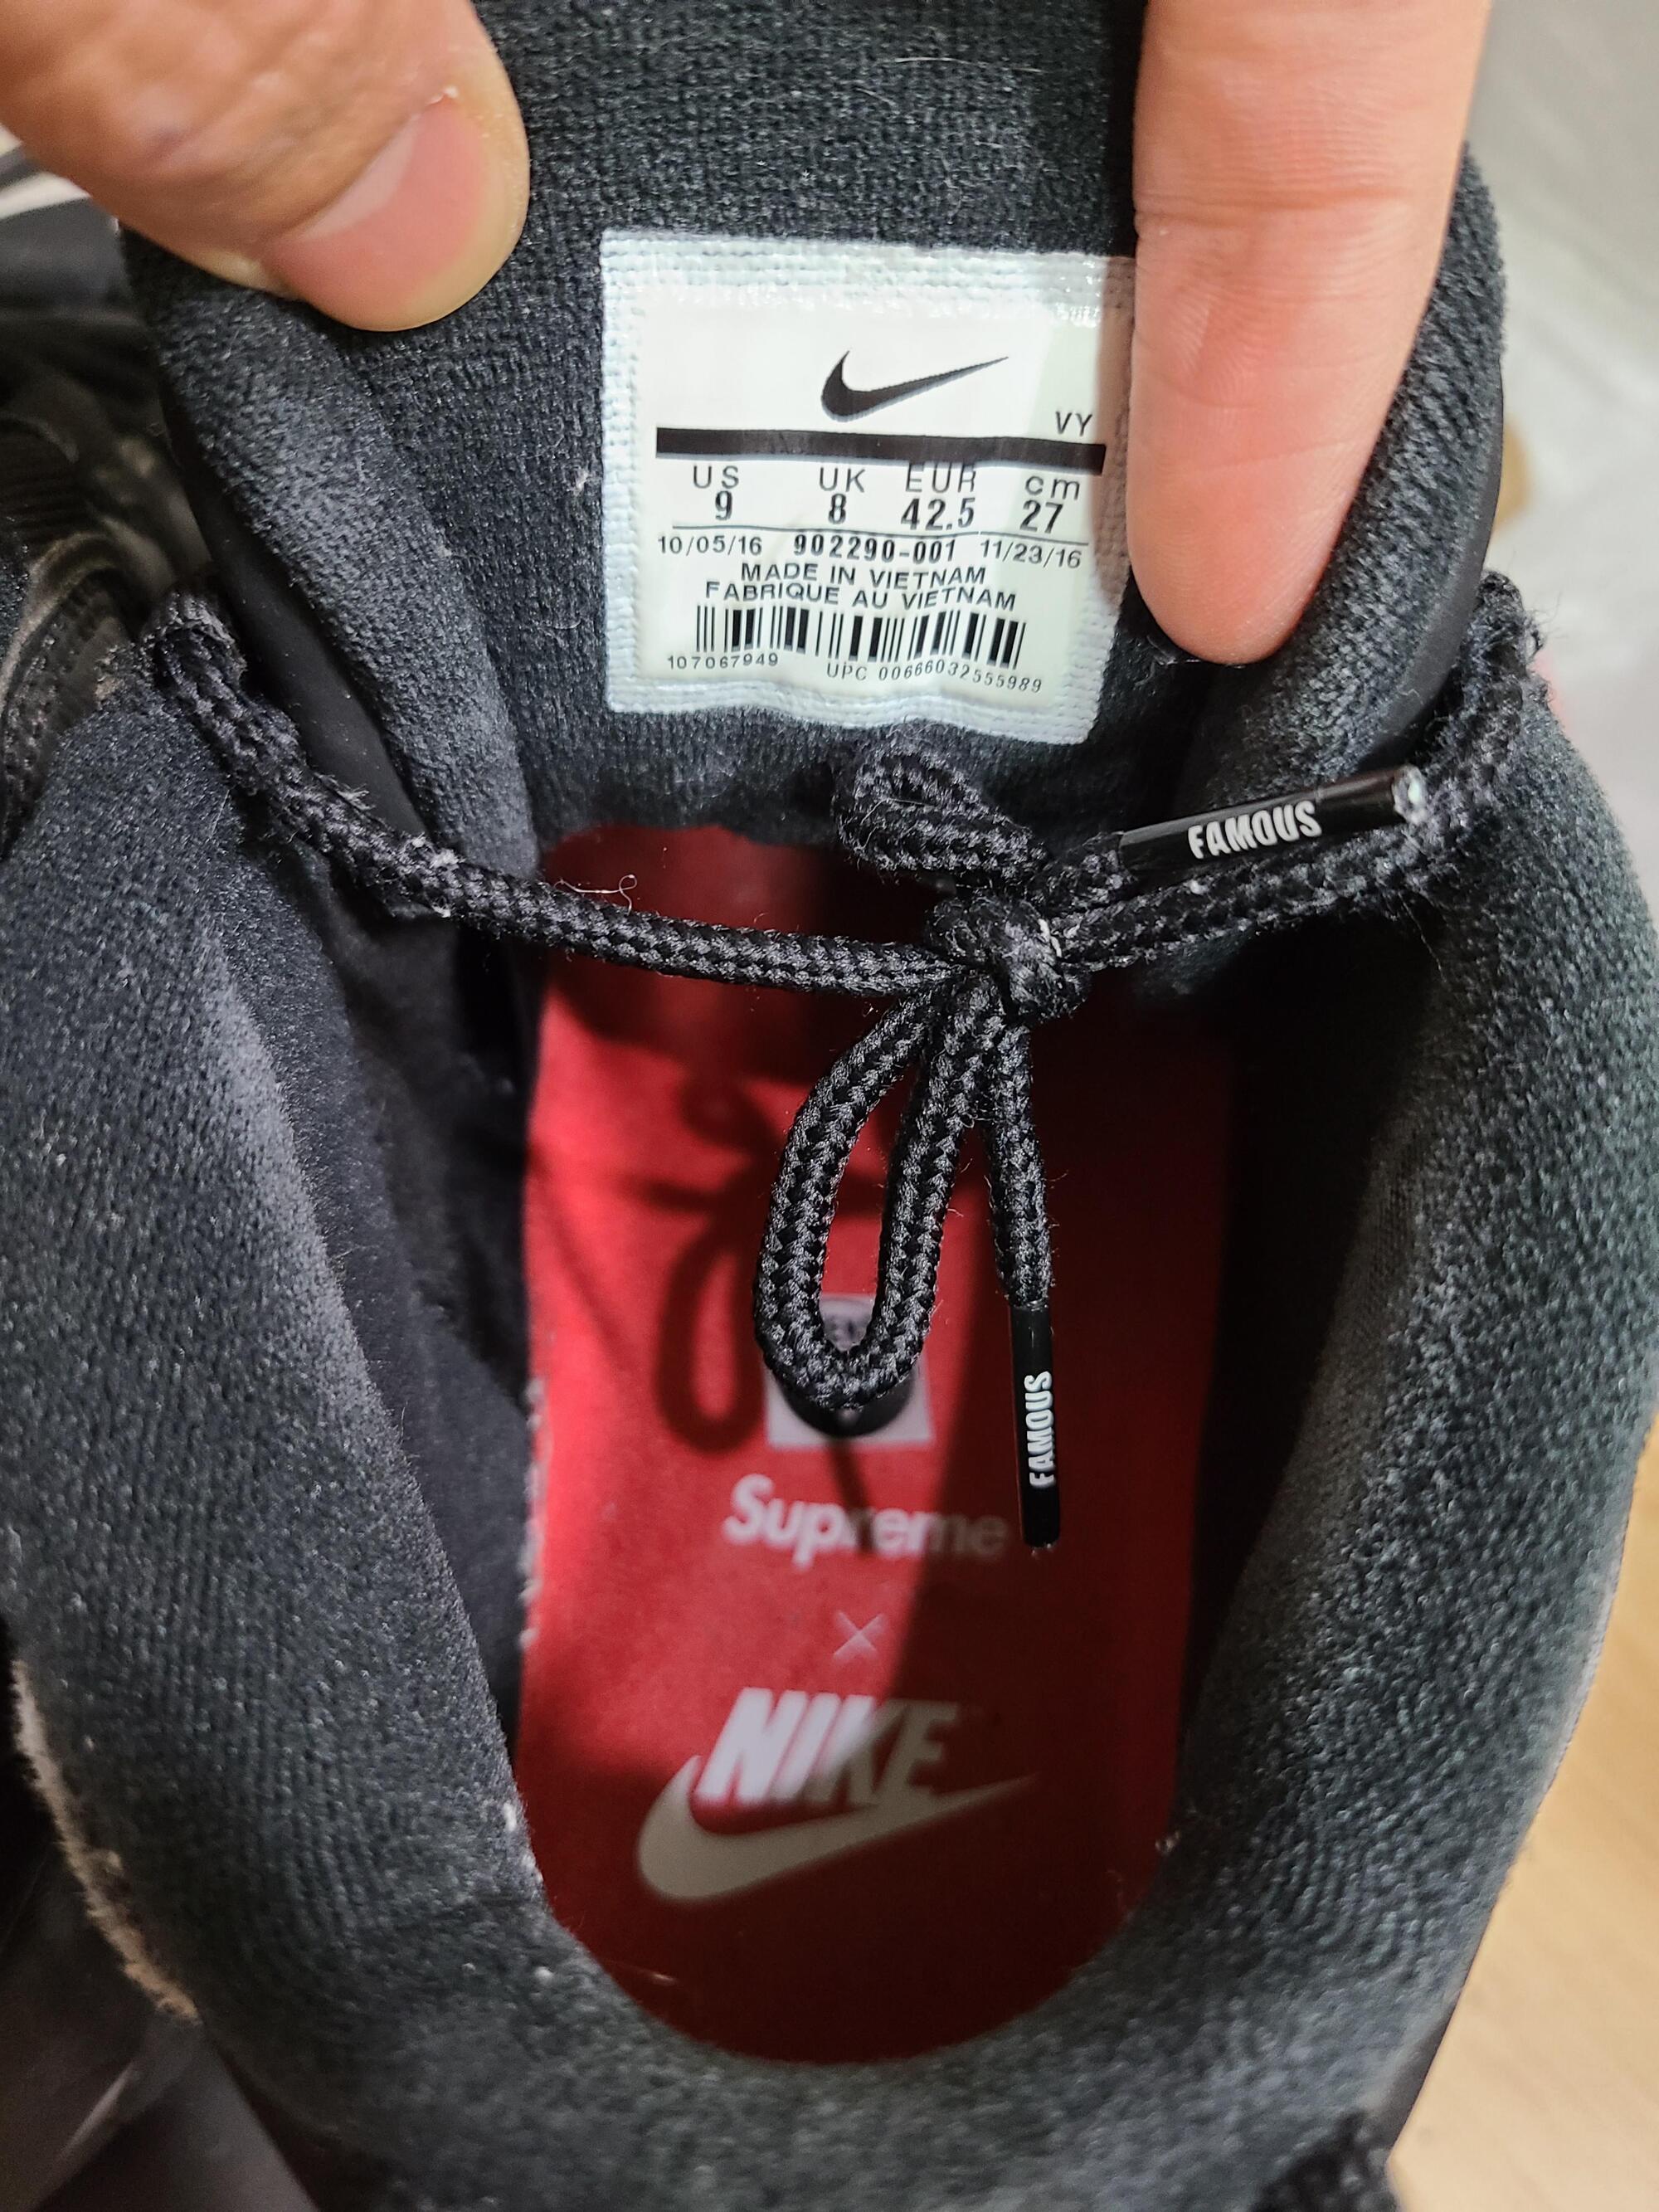 VY
US UK EUR cm
9 8 42.5 27
10/05/16 902290-001 11/23/16
MADE IN VIETNAM
FABRIQUE AU VIETNAM
107067949 UPC 00666032555989
FAMOUS
FAMOUS
Supreme
×
NIKE